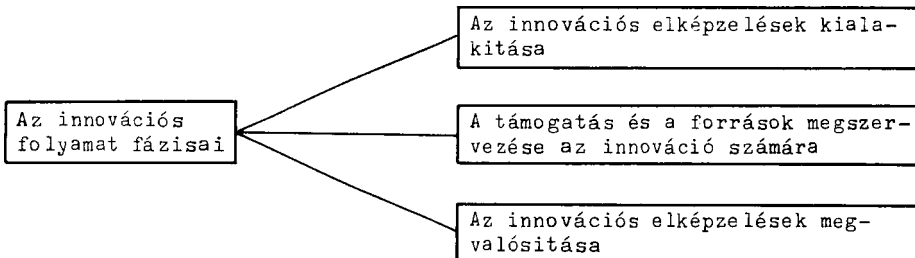 Az innovációs elképzelések kiala-
kitása
Az innovációs
folyamat fázisai
A támogatás és a források megszer-
vezése az innováció számára
Az innovációs elképzelések meg-
valósitása